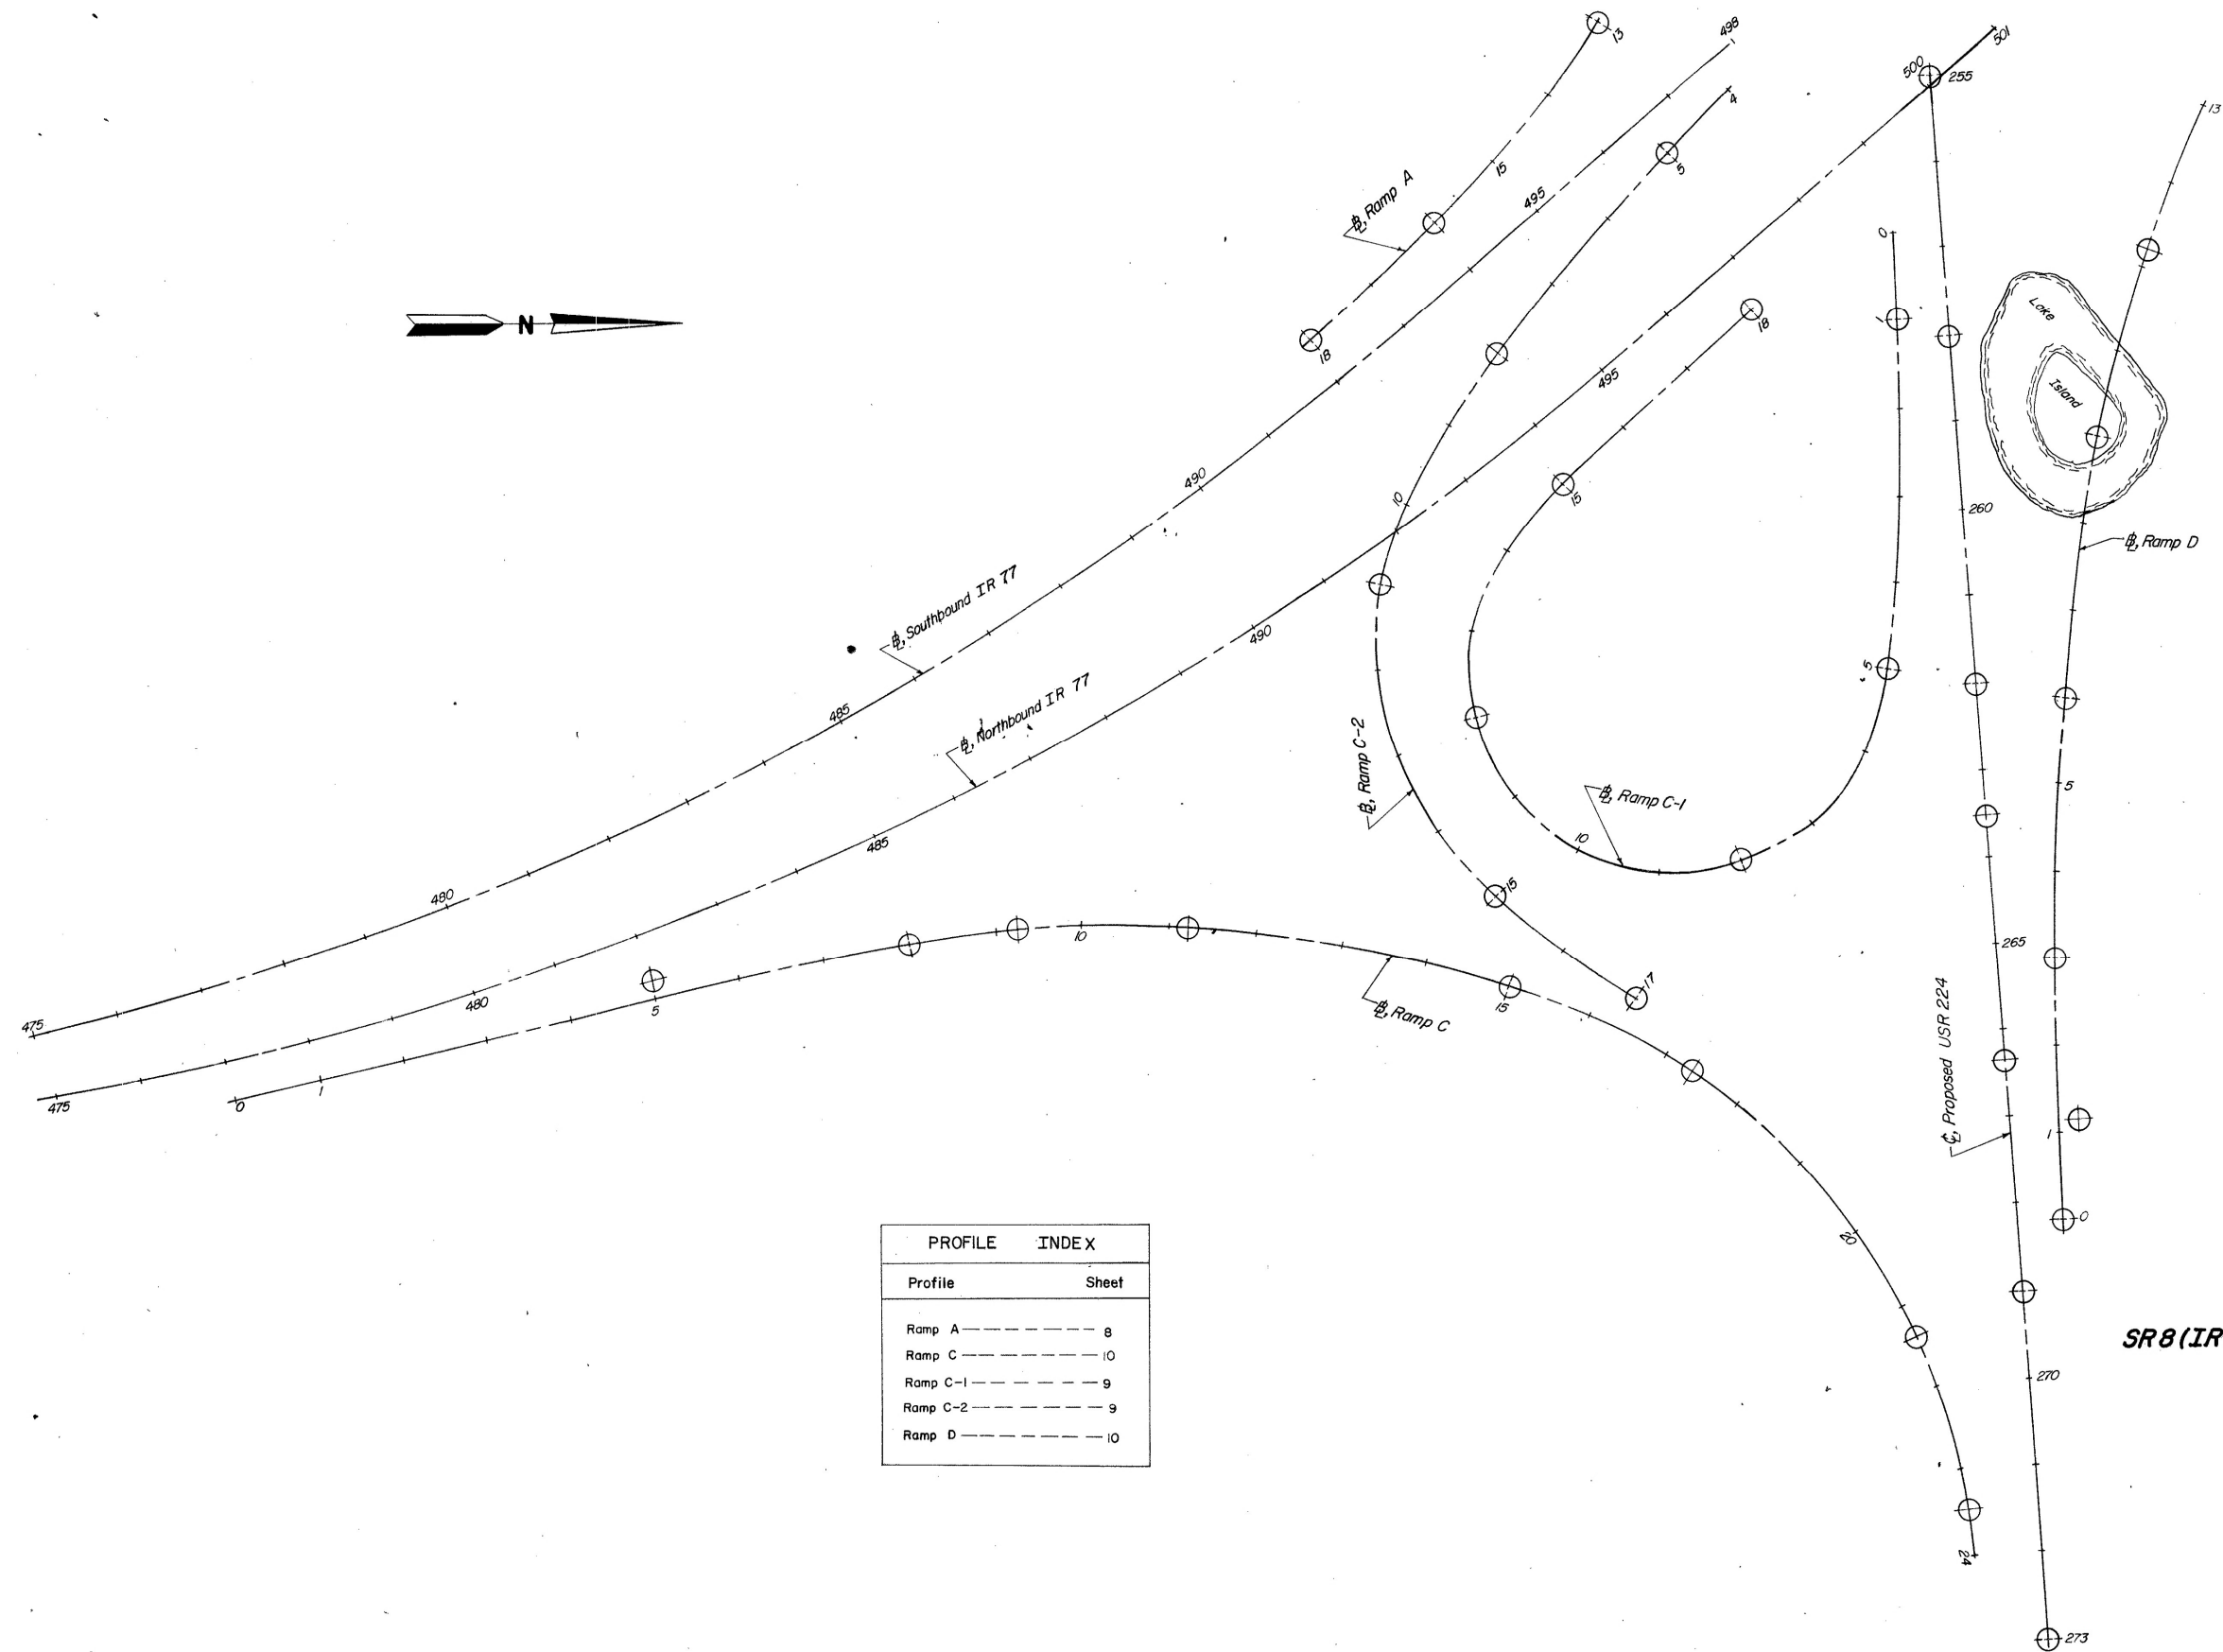 13
498
501
500
255
4
13
15
5
℄, Ramp A
495
0
N
18
18
1
Lake
Island
495
490
15
10
260
℄, Ramp D
℄, Southbound IR 77
490
5
485
℄, Northbound IR 77
℄, Ramp C-2
5
℄, Ramp C-1
485
10
480
15
10
265
480
5
17
15
℄, Ramp C
475
475
0
1
℄, Proposed USR 224
1
0
20
PROFILE INDEX
Profile Sheet
Ramp A 8
Ramp C 10
Ramp C-1 9
Ramp C-2 9
Ramp D 10
SR8(IR
270
24
273